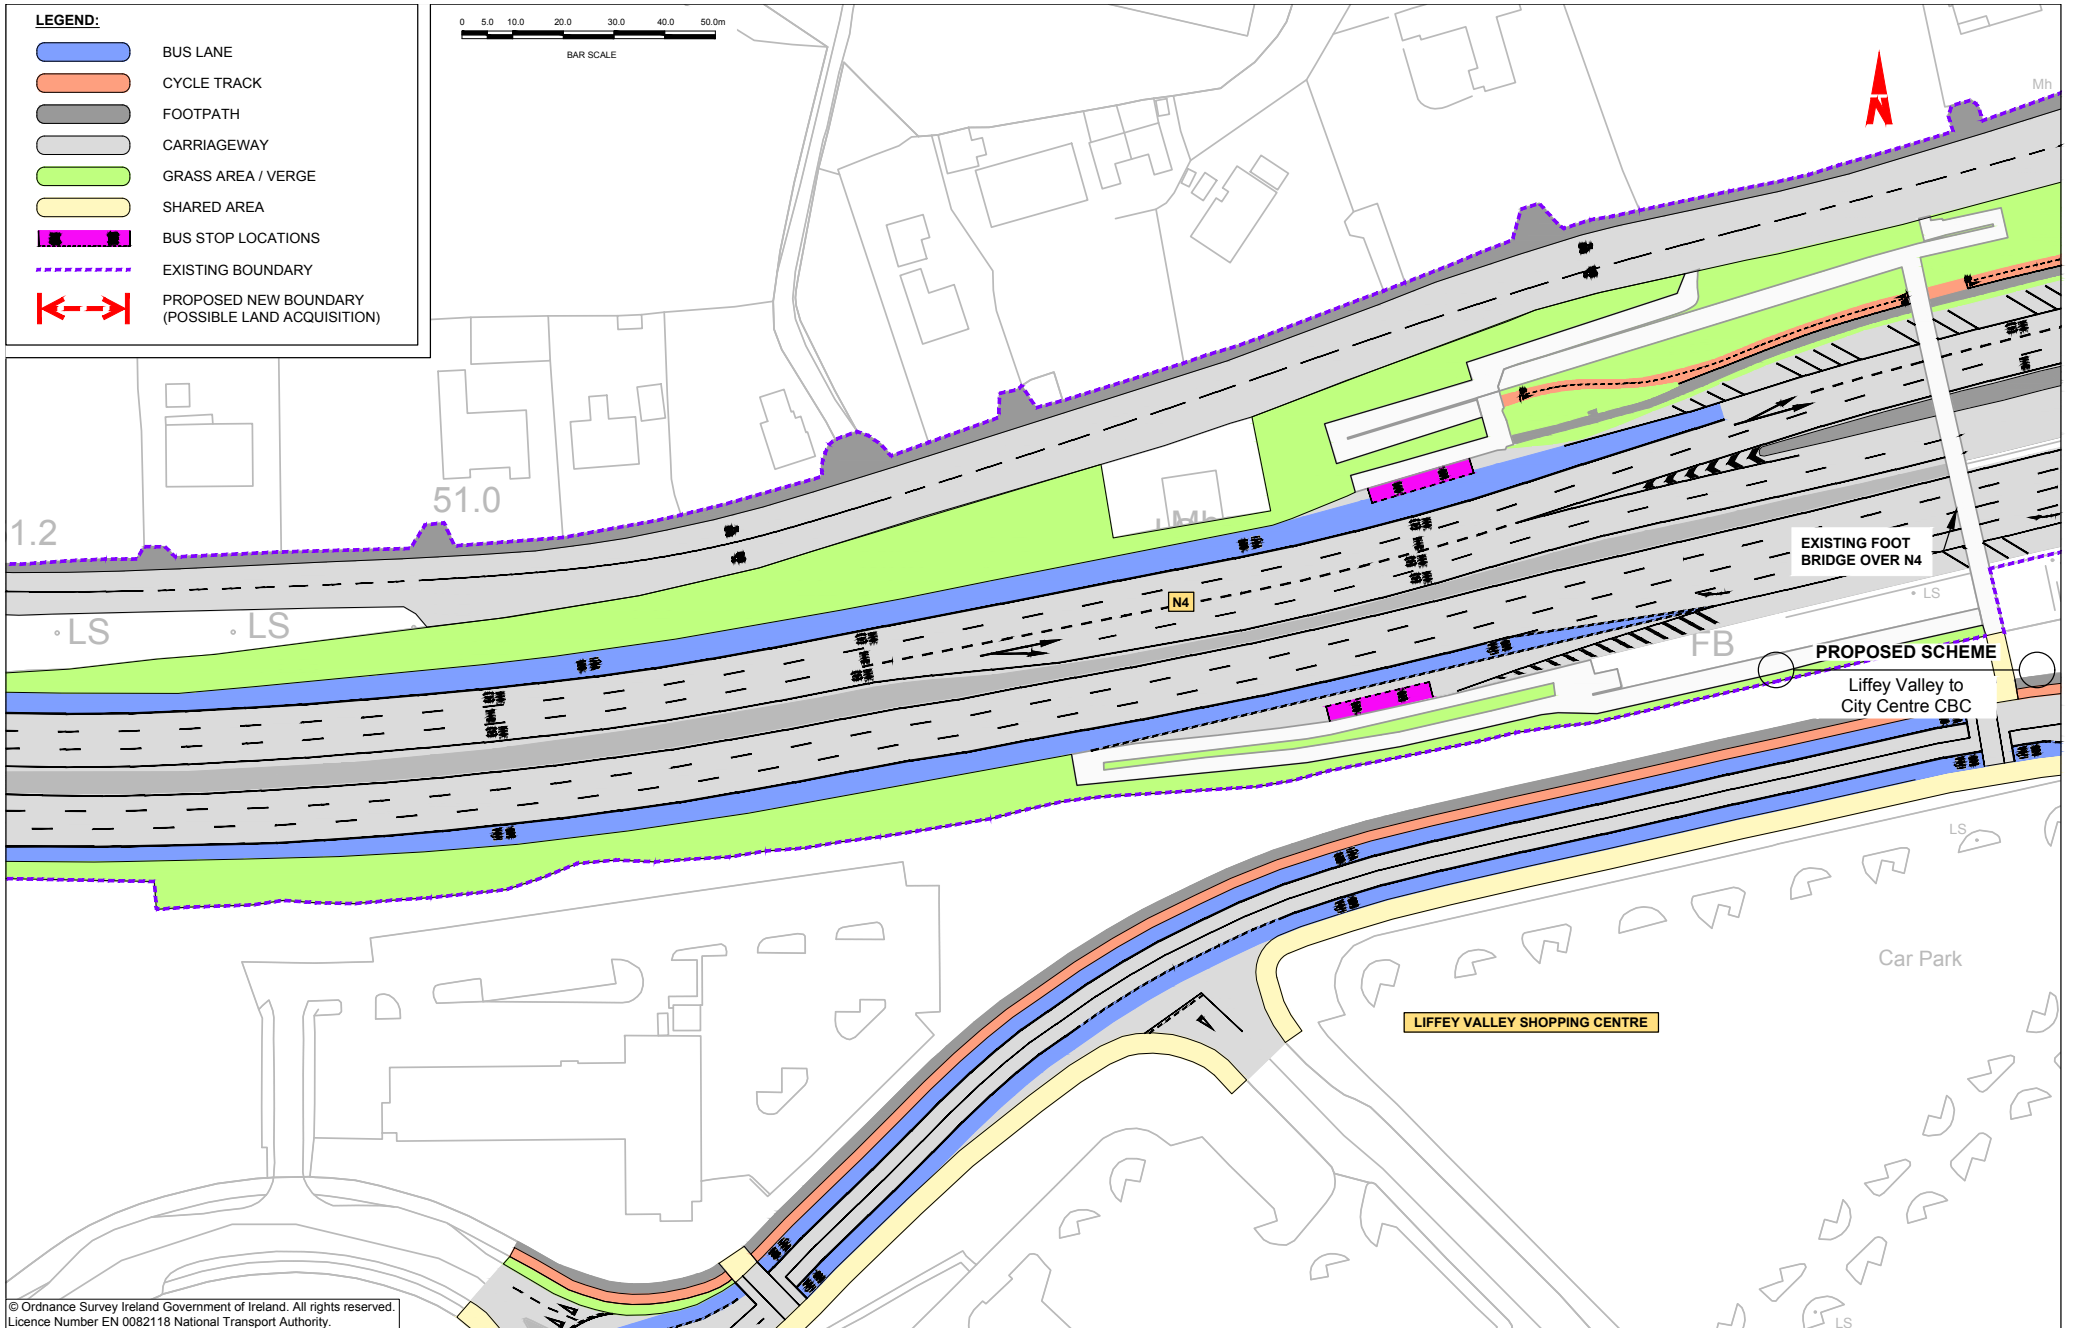 LEGEND:
BUS LANE
CYCLE TRACK
FOOTPATH
CARRIAGEWAY
GRASS AREA / VERGE
SHARED AREA
BUS STOP LOCATIONS
EXISTING BOUNDARY
PROPOSED NEW BOUNDARY
(POSSIBLE LAND ACQUISITION)
0 5.0 10.0 20.0 30.0 40.0 50.0m
BAR SCALE
N
Mh
51.0
1.2
Mh
LS
LS
N4
EXISTING FOOT
BRIDGE OVER N4
LS
FB
PROPOSED SCHEME
Liffey Valley to
City Centre CBC
LS
Car Park
LIFFEY VALLEY SHOPPING CENTRE
LS
© Ordnance Survey Ireland Government of Ireland. All rights reserved.
Licence Number EN 0082118 National Transport Authority.